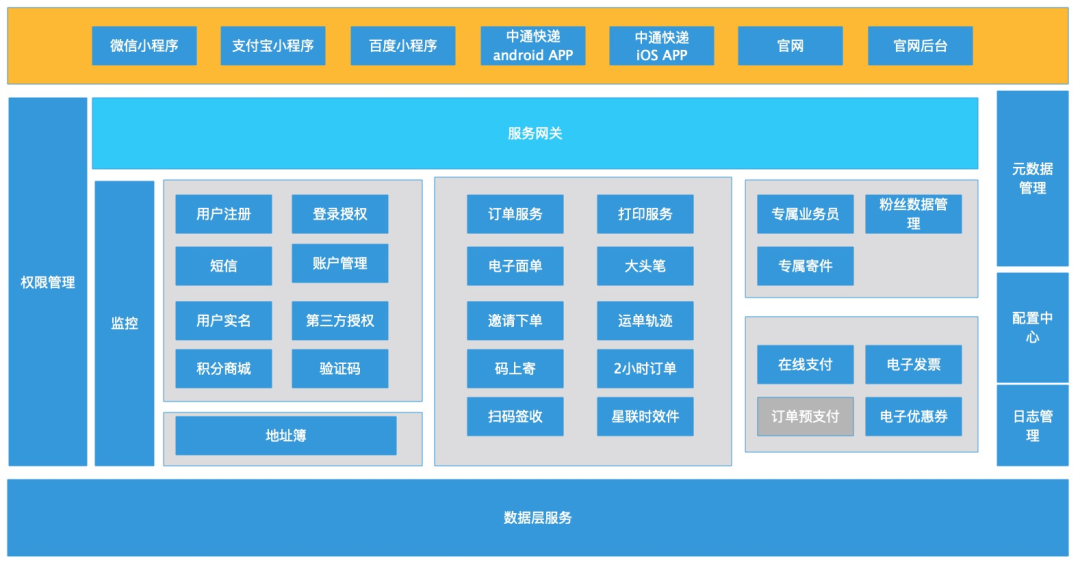 微信小程序
支付宝小程序
百度小程序
中通快递
android APP
中通快递
iOS APP
官网
官网后台
权限管理
服务网关
元数据
管理
监控
用户注册
登录授权
短信
账户管理
用户实名
第三方授权
积分商城
验证码
地址簿
订单服务
打印服务
电子面单
大头笔
邀请下单
运单轨迹
码上寄
2小时订单
扫码签收
星联时效件
专属业务员
粉丝数据管
理
专属寄件
在线支付
电子发票
订单预支付
电子优惠券
配置中
心
日志管
理
数据层服务